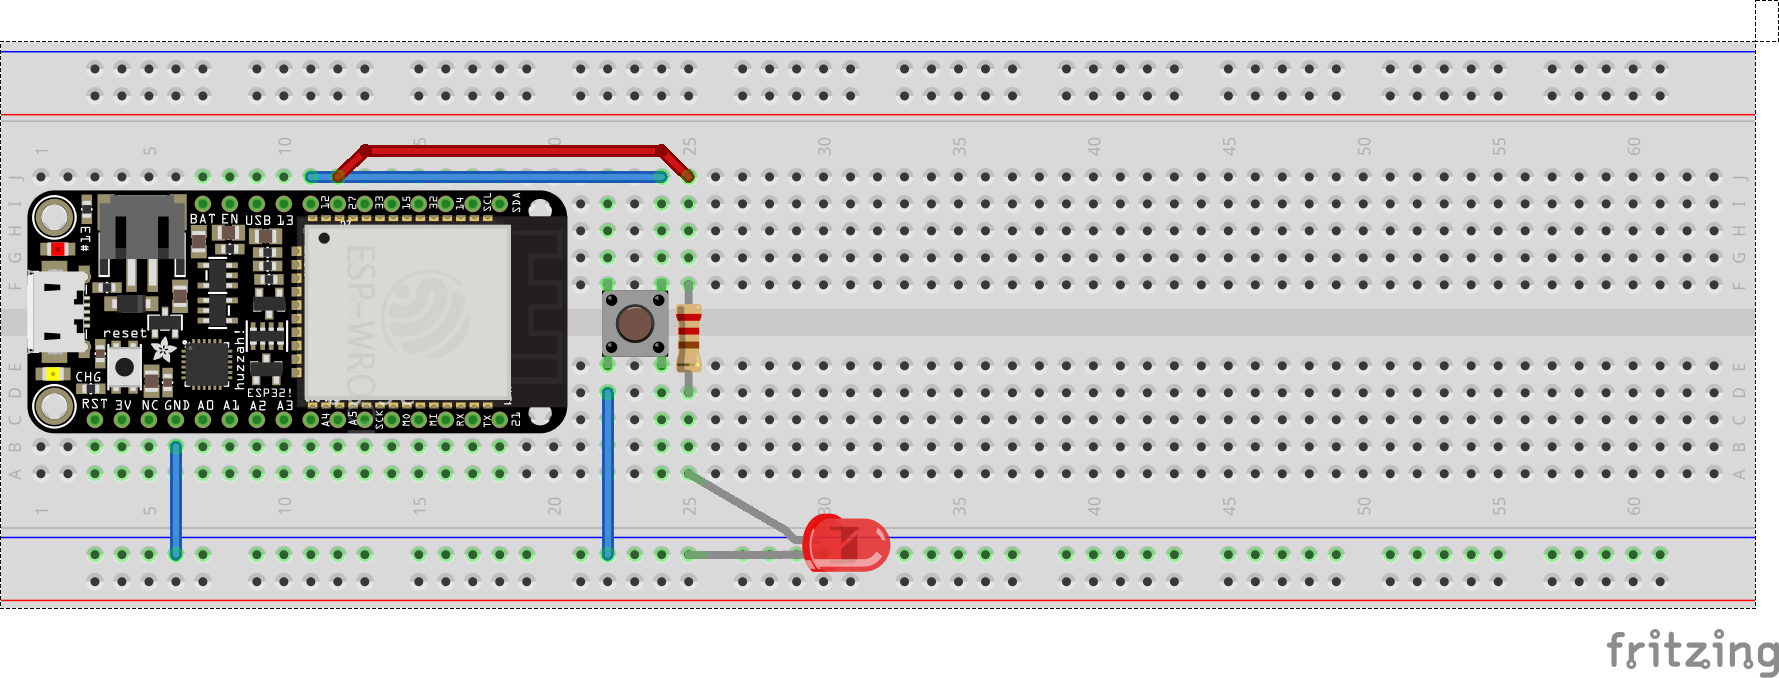 1 5 10 15 20 25 30 35 40 45 50 55 60
J J
I I
H H
G G
F F
BAT EN USB 13 12 27 33 15 32 14 SCL SDA
#13
ESP-WROO
reset
huzzah!
CHG
ESP32!
RST 3V NC GND A0 A1 A2 A3 A4 A5 SCK MO MI RX TX 21
E E
D D
C C
B B
A A
1 5 10 15 20 25 30 35 40 45 50 55 60
fritzing